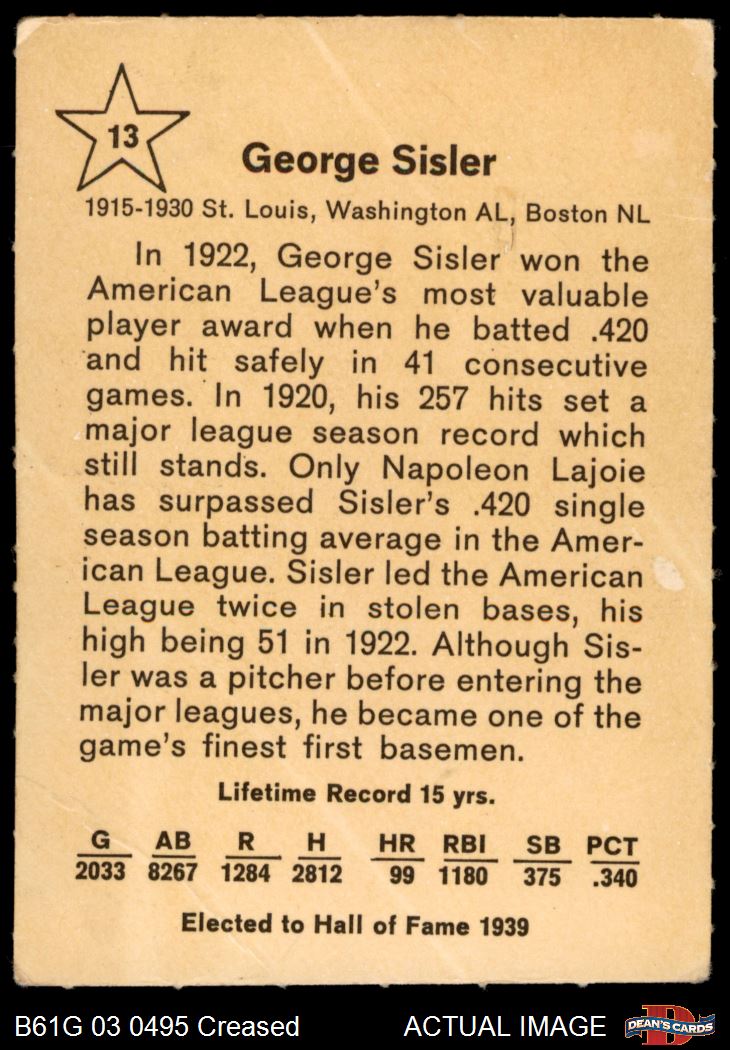 13
George Sisler
1915-1930 St. Louis, Washington AL, Boston NL
In 1922, George Sisler won the
American League's most valuable
player award when he batted .420
and hit safely in 41 consecutive
games. In 1920, his 257 hits set a
major league season record which
still stands. Only Napoleon Lajoie
has surpassed Sisler's .420 single
season batting average in the Amer-
ican League. Sisler led the American
League twice in stolen bases, his
high being 51 in 1922. Although Sis-
ler was a pitcher before entering the
major leagues, he became one of the
game's finest first basemen.
Lifetime Record 15 yrs.
G AB R H HR RBI SB PCT
2033 8267 1284 2812 99 1180 375 .340
Elected to Hall of Fame 1939
B61G 03 0495 Creased ACTUAL IMAGE
D
DEAN'S CARDS